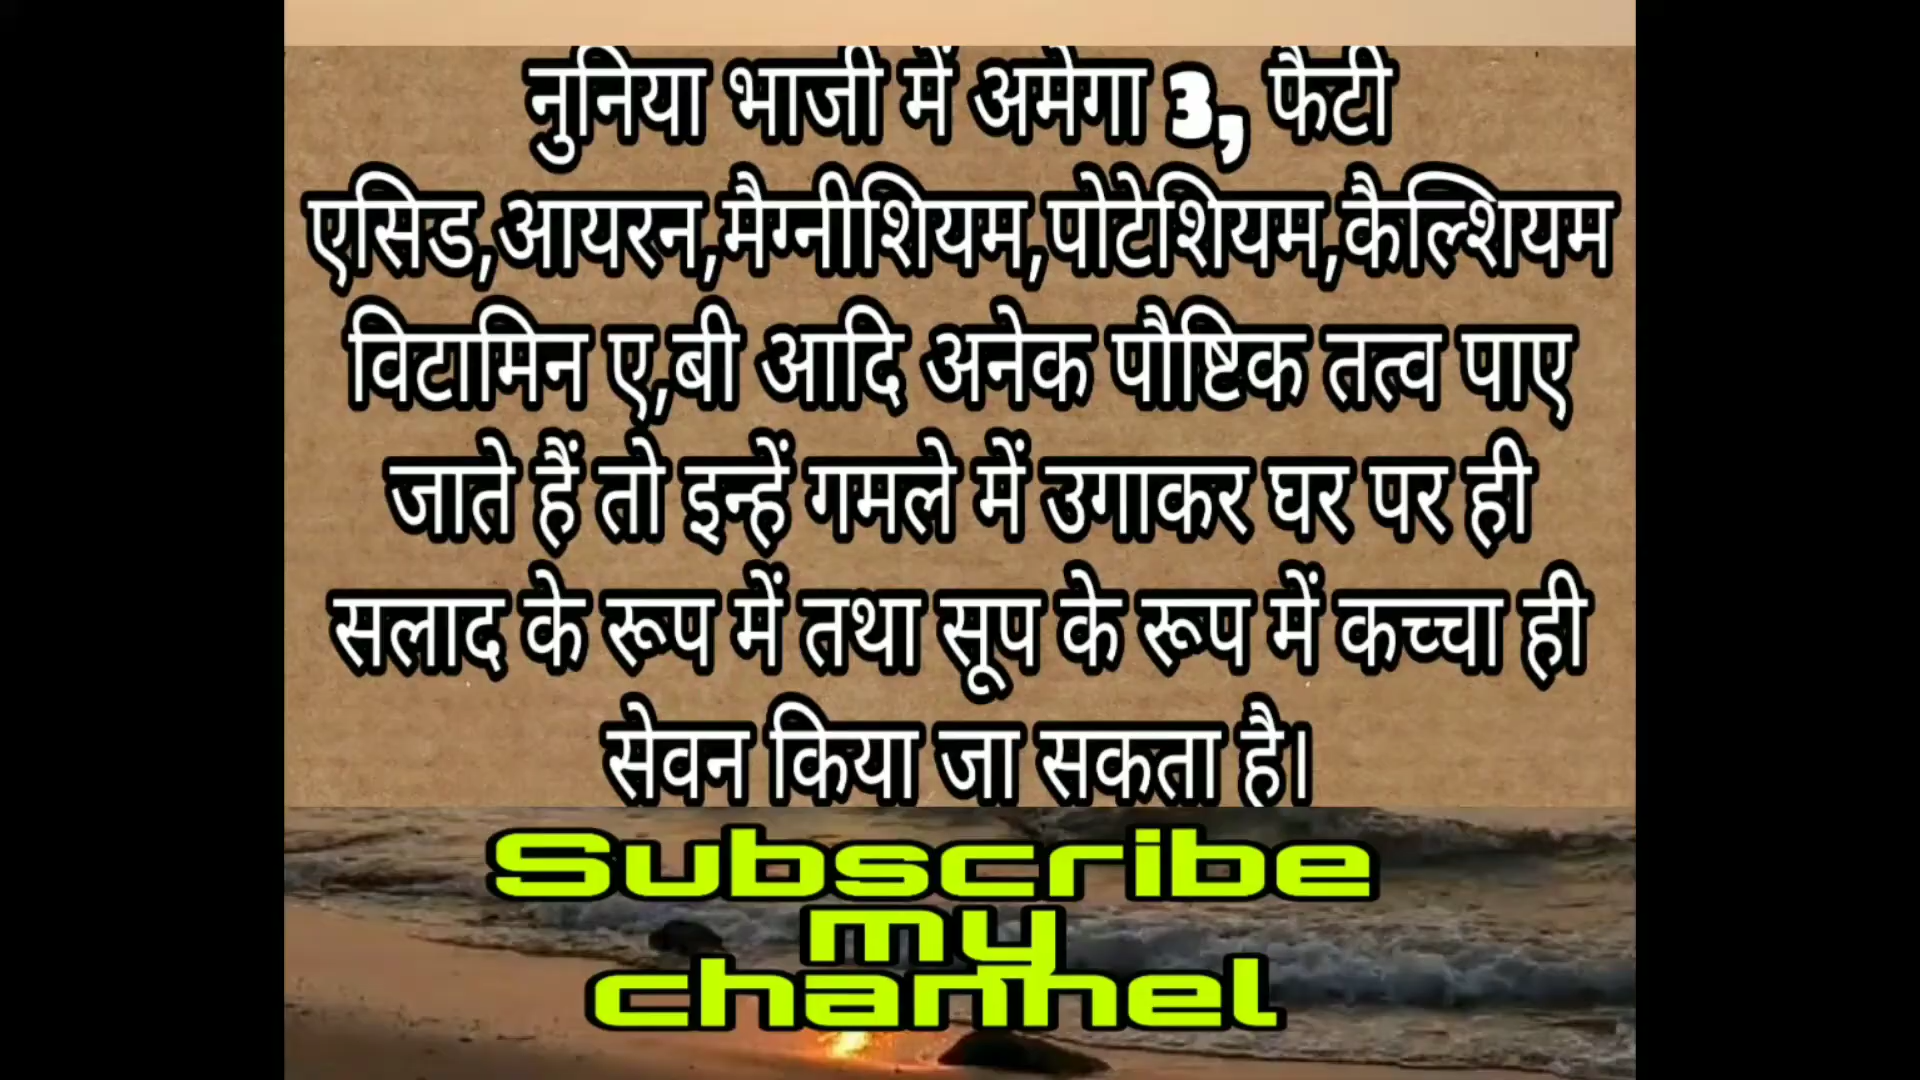 नुनिया भाजी में अमेगा 3, फैटी
एसिड,आयरन,मैग्नीशियम,पोटेशियम,कैल्शियम
विटामिन ए,बी आदि अनेक पौष्टिक तत्व पाए
जाते हैं तो इन्हें गमले में उगाकर घर पर ही
सलाद के रूप में तथा सूप के रूप में कच्चा ही
सेवन किया जा सकता है।
Subscribe
my
channel